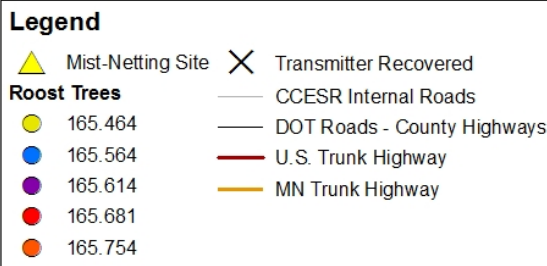 Legend
Mist-Netting Site
Roost Trees
165.464
165.564
165.614
165.681
165.754
Transmitter Recovered
CCESR Internal Roads
DOT Roads - County Highways
U.S. Trunk Highway
MN Trunk Highway